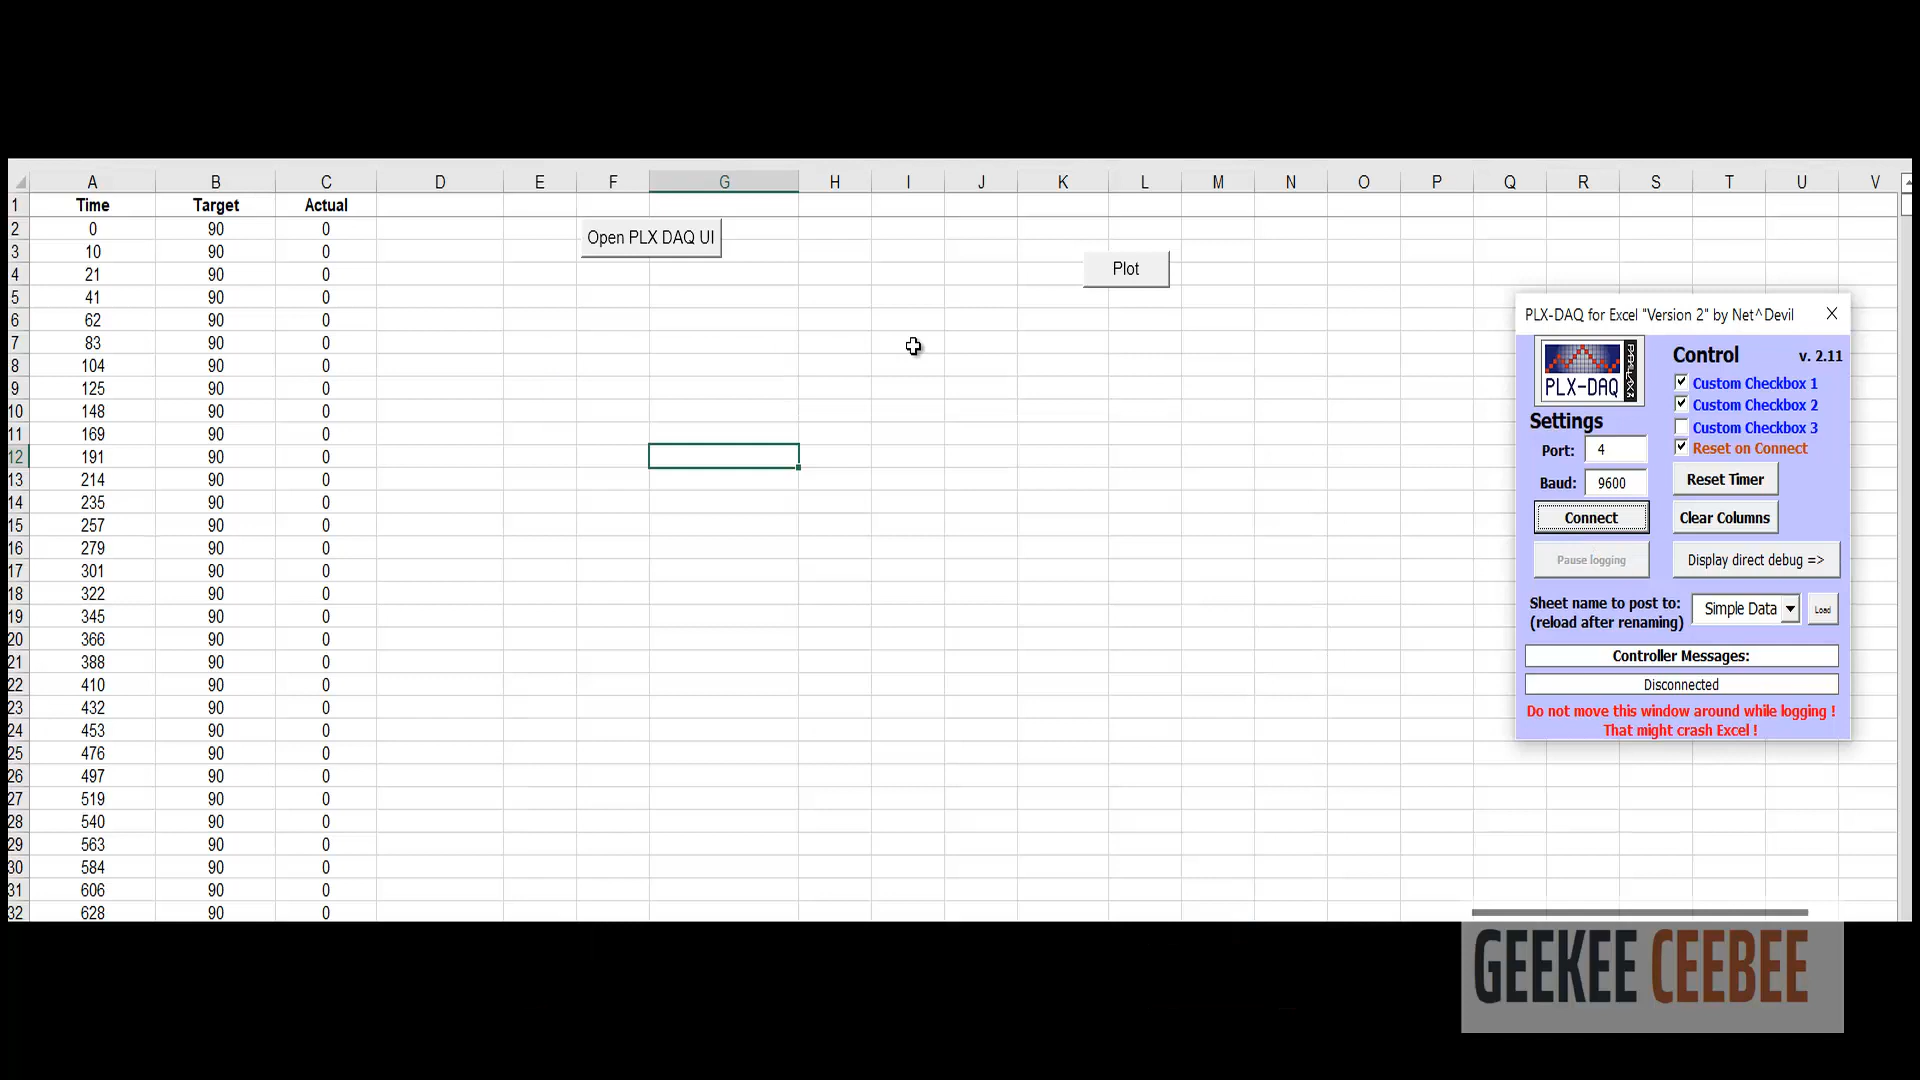 A B C D E F G H I J K L M N O P Q R S T U V
1 Time Target Actual
2 0 90 0
3 10 90 0
4 21 90 0
5 41 90 0
6 62 90 0
7 83 90 0
8 104 90 0
9 125 90 0
10 148 90 0
11 169 90 0
12 191 90 0
13 214 90 0
14 235 90 0
15 257 90 0
16 279 90 0
17 301 90 0
18 322 90 0
19 345 90 0
20 366 90 0
21 388 90 0
22 410 90 0
23 432 90 0
24 453 90 0
25 476 90 0
26 497 90 0
27 519 90 0
28 540 90 0
29 563 90 0
30 584 90 0
31 606 90 0
32 628 90 0
Open PLX DAQ UI
Plot
PLX-DAQ for Excel "Version 2" by Net^Devil
PLX-DAQ
PARALLAX
Control v. 2.11
Custom Checkbox 1
Custom Checkbox 2
Custom Checkbox 3
Reset on Connect
Settings
Port: 4
Baud: 9600
Reset Timer
Connect
Clear Columns
Pause logging
Display direct debug =>
Sheet name to post to:
(reload after renaming)
Simple Data
Load
Controller Messages:
Disconnected
Do not move this window around while logging !
That might crash Excel !
GEEKEE CEEBEE